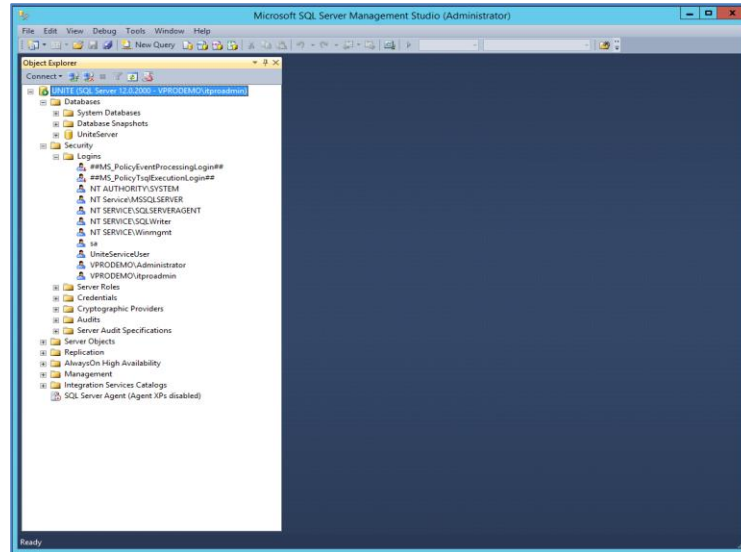 Microsoft SQL Server Management Studio (Administrator)
File Edit View Debug Tools Window Help
New Query
Object Explorer
Connect
UNITE (SQL Server 12.0.2000 - VPRODEMO\itproadmin)
Databases
System Databases
Database Snapshots
UniteServer
Security
Logins
##MS_PolicyEventProcessingLogin##
##MS_PolicyTsqlExecutionLogin##
NT AUTHORITY\SYSTEM
NT Service\MSSQLSERVER
NT SERVICE\SQLSERVERAGENT
NT SERVICE\SQLWriter
NT SERVICE\Winmgmt
sa
UniteServiceUser
VPRODEMO\Administrator
VPRODEMO\itproadmin
Server Roles
Credentials
Cryptographic Providers
Audits
Server Audit Specifications
Server Objects
Replication
AlwaysOn High Availability
Management
Integration Services Catalogs
SQL Server Agent (Agent XPs disabled)
Ready